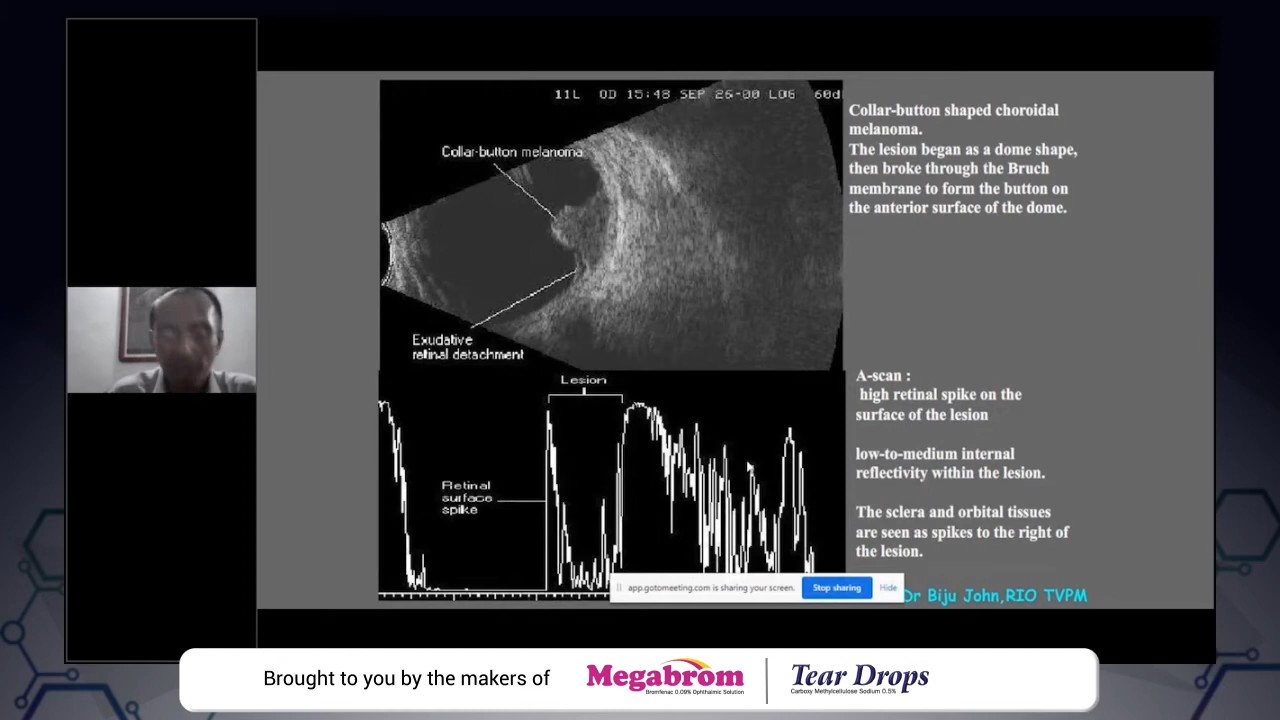 11L OD 15:48 SEP 26-00 LOG 60d
Collar-button melanoma
Exudative
retinal detachment
Collar-button shaped choroidal
melanoma.
The lesion began as a dome shape,
then broke through the Bruch
membrane to form the button on
the anterior surface of the dome.
Lesion
Retinal
surface
spike
A-scan :
high retinal spike on the
surface of the lesion
low-to-medium internal
reflectivity within the lesion.
The sclera and orbital tissues
are seen as spikes to the right of
the lesion.
app.gotomeeting.com is sharing your screen.
Stop sharing
Hide
Dr Biju John,RIO TVPM
Brought to you by the makers of
Megabrom
Bromfenac 0.09% Ophthalmic Solution
Tear Drops
Carboxy Methylcellulose Sodium 0.5%